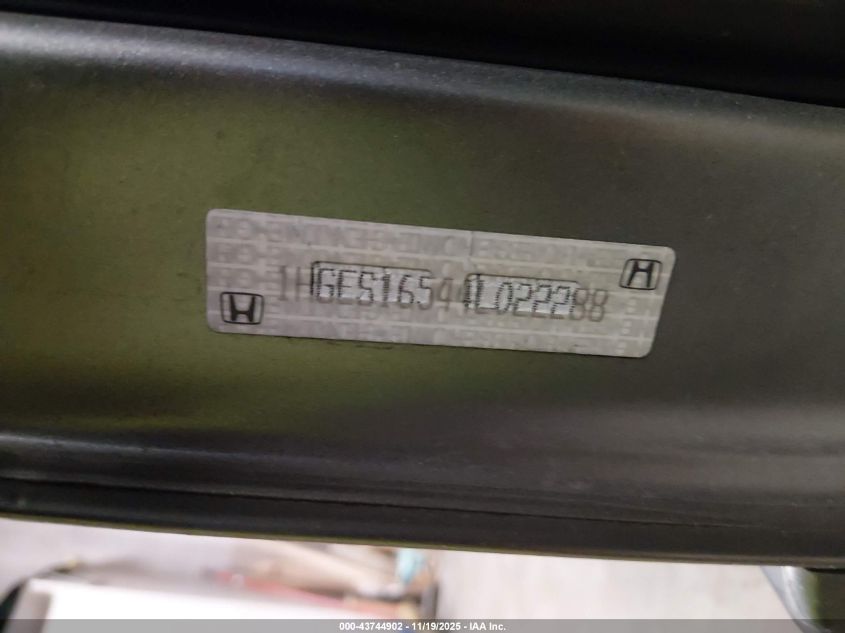 1HGES16544L022288
000-43744902 - 11/19/2025 - IAA Inc.